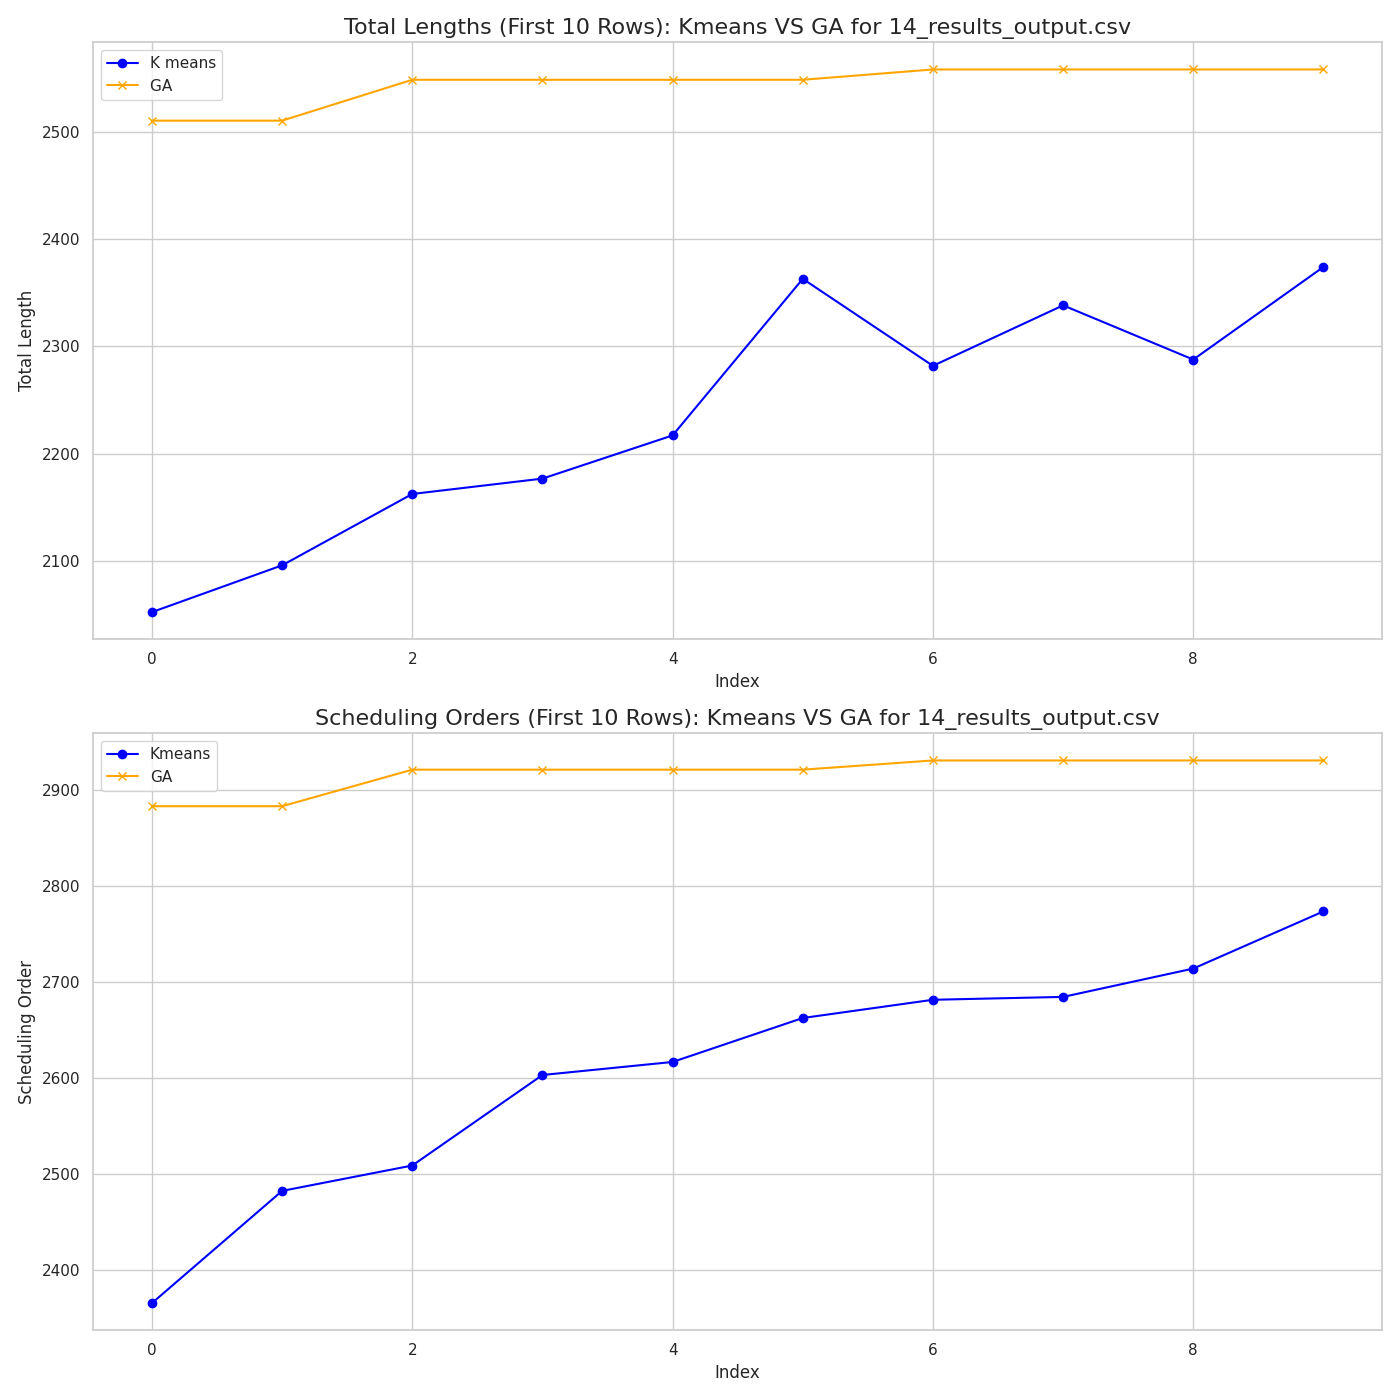 Total Lengths (First 10 Rows): Kmeans VS GA for 14_results_output.csv
K means
GA
2500
2400
2300
2200
2100
Total Length
0 2 4 6 8
Index
Scheduling Orders (First 10 Rows): Kmeans VS GA for 14_results_output.csv
Kmeans
GA
2900
2800
2700
2600
2500
2400
Scheduling Order
0 2 4 6 8
Index